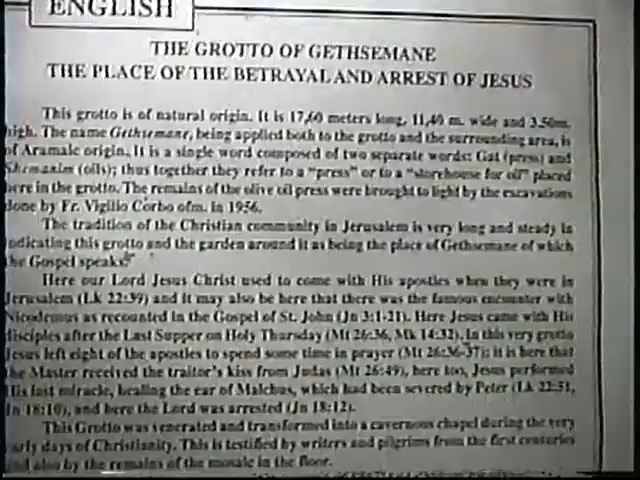 ENGLISH
THE GROTTO OF GETHSEMANE
THE PLACE OF THE BETRAYAL AND ARREST OF JESUS
This grotto is of natural origin. It is 17,60 meters long, 11,40 m. wide and 3,50m.
high. The name Gethsemane, being applied both to the grotto and the surrounding area, is
of Aramaic origin. It is a single word composed of two separate words: Gat (press) and
Shemanim (oils); thus together they refer to a "press" or to a "storehouse for oil" placed
here in the grotto. The remains of the olive oil press were brought to light by the excavations
done by Fr. Vigilio Corbo ofm. in 1956.
The tradition of the Christian community in Jerusalem is very long and steady in
indicating this grotto and the garden around it as being the place of Gethsemane of which
the Gospel speaks.
Here our Lord Jesus Christ used to come with His apostles when they were in
Jerusalem (Lk 22:39) and it may also be here that there was the famous encounter with
Nicodemus as recounted in the Gospel of St. John (Jn 3:1-21). Here Jesus came with His
disciples after the Last Supper on Holy Thursday (Mt 26:36, Mk 14:32). In this very grotto
Jesus left eight of the apostles to spend some time in prayer (Mt 26:36-37); it is here that
the Master received the traitor's kiss from Judas (Mt 26:49), here too, Jesus performed
His last miracle, healing the ear of Malchus, which had been severed by Peter (Lk 22:51,
Jn 18:10), and here the Lord was arrested (Jn 18:12).
This Grotto was venerated and transformed into a cavernous chapel during the very
early days of Christianity. This is testified by writers and pilgrims from the first centuries
and also by the remains of the mosaic in the floor.